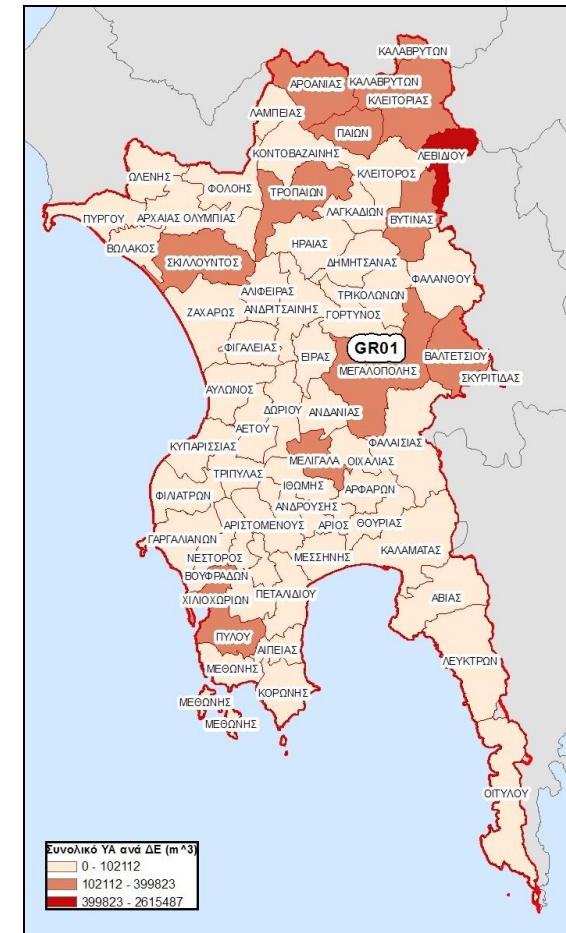 ΚΑΛΑΒΡΥΤΩΝ
ΑΡΟΑΝΙΑΣ ΚΑΛΑΒΡΥΤΩΝ
ΚΛΕΙΤΟΡΙΑΣ
ΛΑΜΠΕΙΑΣ
ΠΑΙΩΝ
ΚΟΝΤΟΒΑΖΑΙΝΗΣ ΛΕΒΙΔΙΟΥ
ΩΛΕΝΗΣ ΚΛΕΙΤΟΡΟΣ
ΦΟΛΟΗΣ ΤΡΟΠΑΙΩΝ
ΠΥΡΓΟΥ ΑΡΧΑΙΑΣ ΟΛΥΜΠΙΑΣ ΛΑΓΚΑΔΙΩΝ ΒΥΤΙΝΑΣ
ΒΩΛΑΚΟΣ ΗΡΑΙΑΣ
ΣΚΙΛΛΟΥΝΤΟΣ ΔΗΜΗΤΣΑΝΑΣ
ΦΑΛΑΝΘΟΥ
ΑΛΙΦΕΙΡΑΣ ΤΡΙΚΟΛΩΝΩΝ
ΖΑΧΑΡΩΣ ΑΝΔΡΙΤΣΑΙΝΗΣ ΓΟΡΤΥΝΟΣ
ΦΙΓΑΛΕΙΑΣ GR01
ΕΙΡΑΣ ΒΑΛΤΕΤΣΙΟΥ
ΜΕΓΑΛΟΠΟΛΗΣ ΣΚΥΡΙΤΙΔΑΣ
ΑΥΛΩΝΟΣ
ΔΩΡΙΟΥ ΑΝΔΑΝΙΑΣ
ΑΕΤΟΥ
ΚΥΠΑΡΙΣΣΙΑΣ ΦΑΛΑΙΣΙΑΣ
ΜΕΛΙΓΑΛΑ ΟΙΧΑΛΙΑΣ
ΤΡΙΠΥΛΑΣ
ΦΙΛΙΑΤΡΩΝ ΙΘΩΜΗΣ ΑΡΦΑΡΩΝ
ΑΝΔΡΟΥΣΗΣ
ΓΑΡΓΑΛΙΑΝΩΝ ΑΡΙΣΤΟΜΕΝΟΥΣ ΑΡΙΟΣ ΘΟΥΡΙΑΣ
ΝΕΣΤΟΡΟΣ ΜΕΣΣΗΝΗΣ ΚΑΛΑΜΑΤΑΣ
ΒΟΥΦΡΑΔΩΝ
ΧΙΛΙΟΧΩΡΙΩΝ ΠΕΤΑΛΙΔΙΟΥ
ΑΒΙΑΣ
ΠΥΛΟΥ
ΑΙΠΕΙΑΣ
ΜΕΘΩΝΗΣ ΛΕΥΚΤΡΩΝ
ΜΕΘΩΝΗΣ ΚΟΡΩΝΗΣ
ΜΕΘΩΝΗΣ
ΟΙΤΥΛΟΥ
Συνολικό ΥΑ ανά ΔΕ (m^3)
0 - 102112
102112 - 399823
399823 - 2615487